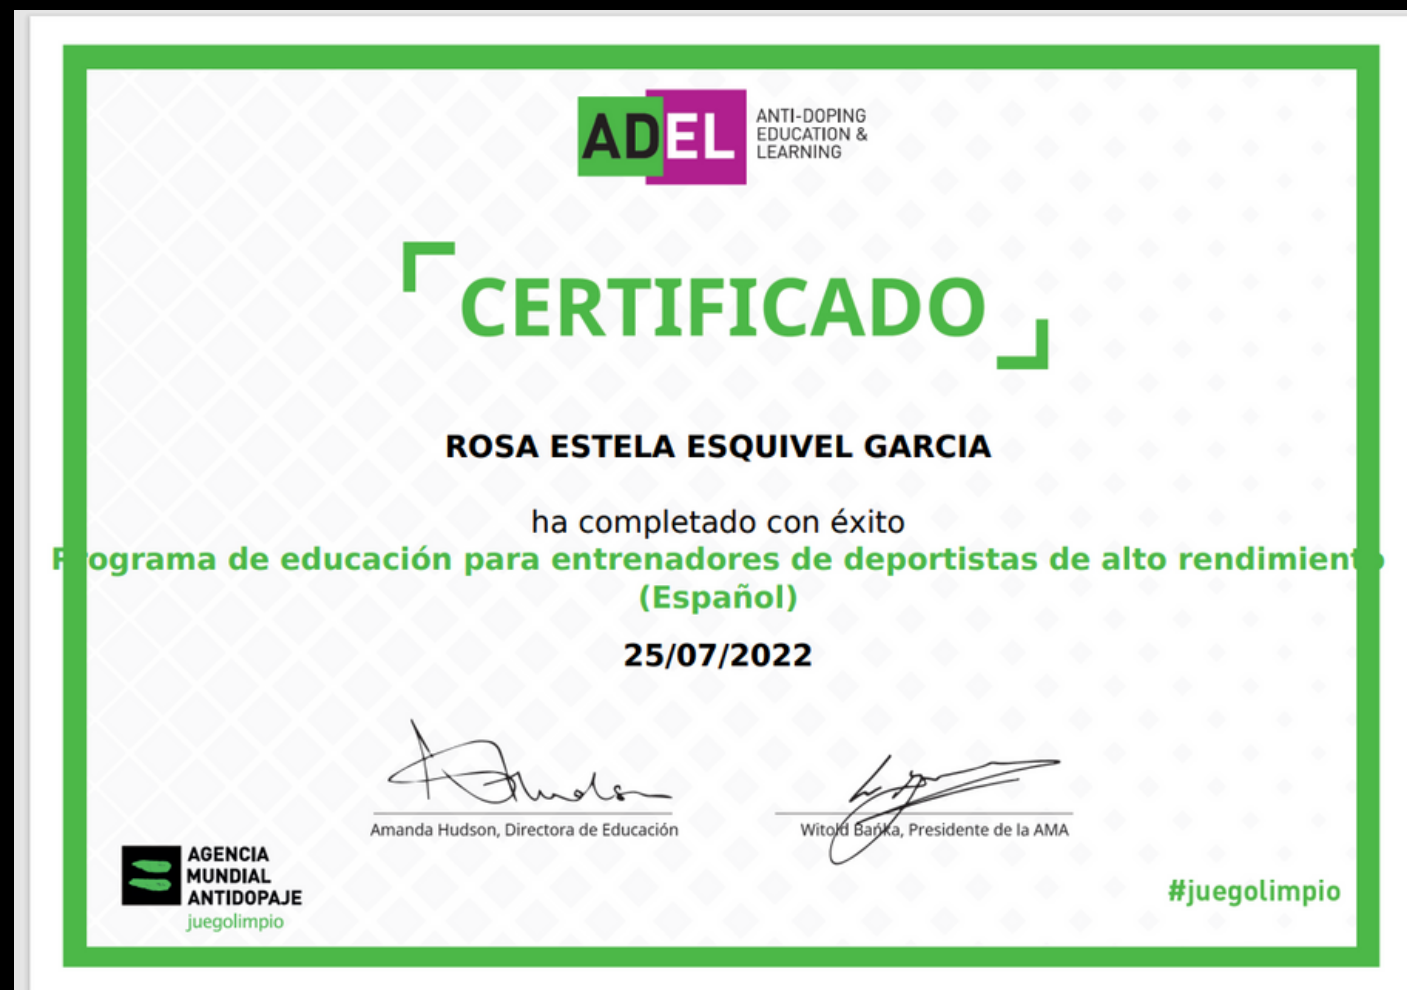 ADEL
ANTI-DOPING
EDUCATION &
LEARNING
CERTIFICADO
ROSA ESTELA ESQUIVEL GARCIA
ha completado con éxito
Programa de educación para entrenadores de deportistas de alto rendimiento
(Español)
25/07/2022
Amanda Hudson, Directora de Educación
Witold Bańka, Presidente de la AMA
AGENCIA
MUNDIAL
ANTIDOPAJE
juegolimpio
#juegolimpio